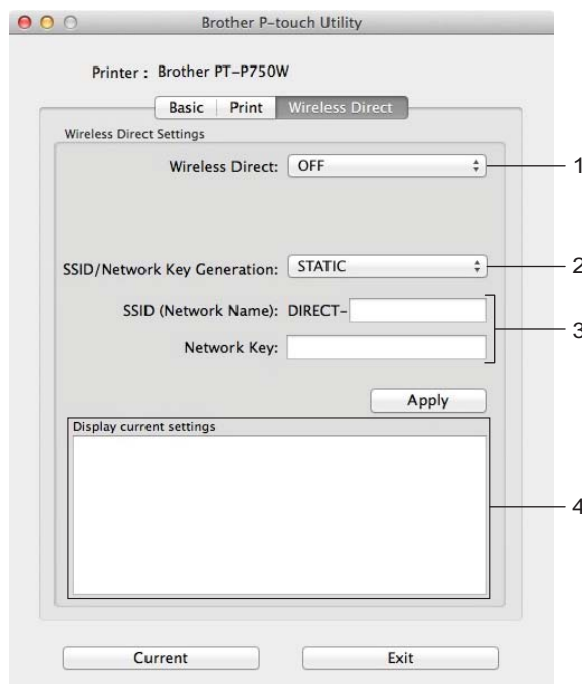 Brother P-touch Utility
Printer : Brother PT-P750W
Basic Print Wireless Direct
Wireless Direct Settings
Wireless Direct: OFF 1
SSID/Network Key Generation: STATIC 2
SSID (Network Name): DIRECT-
3
Network Key:
Apply
Display current settings
4
Current Exit